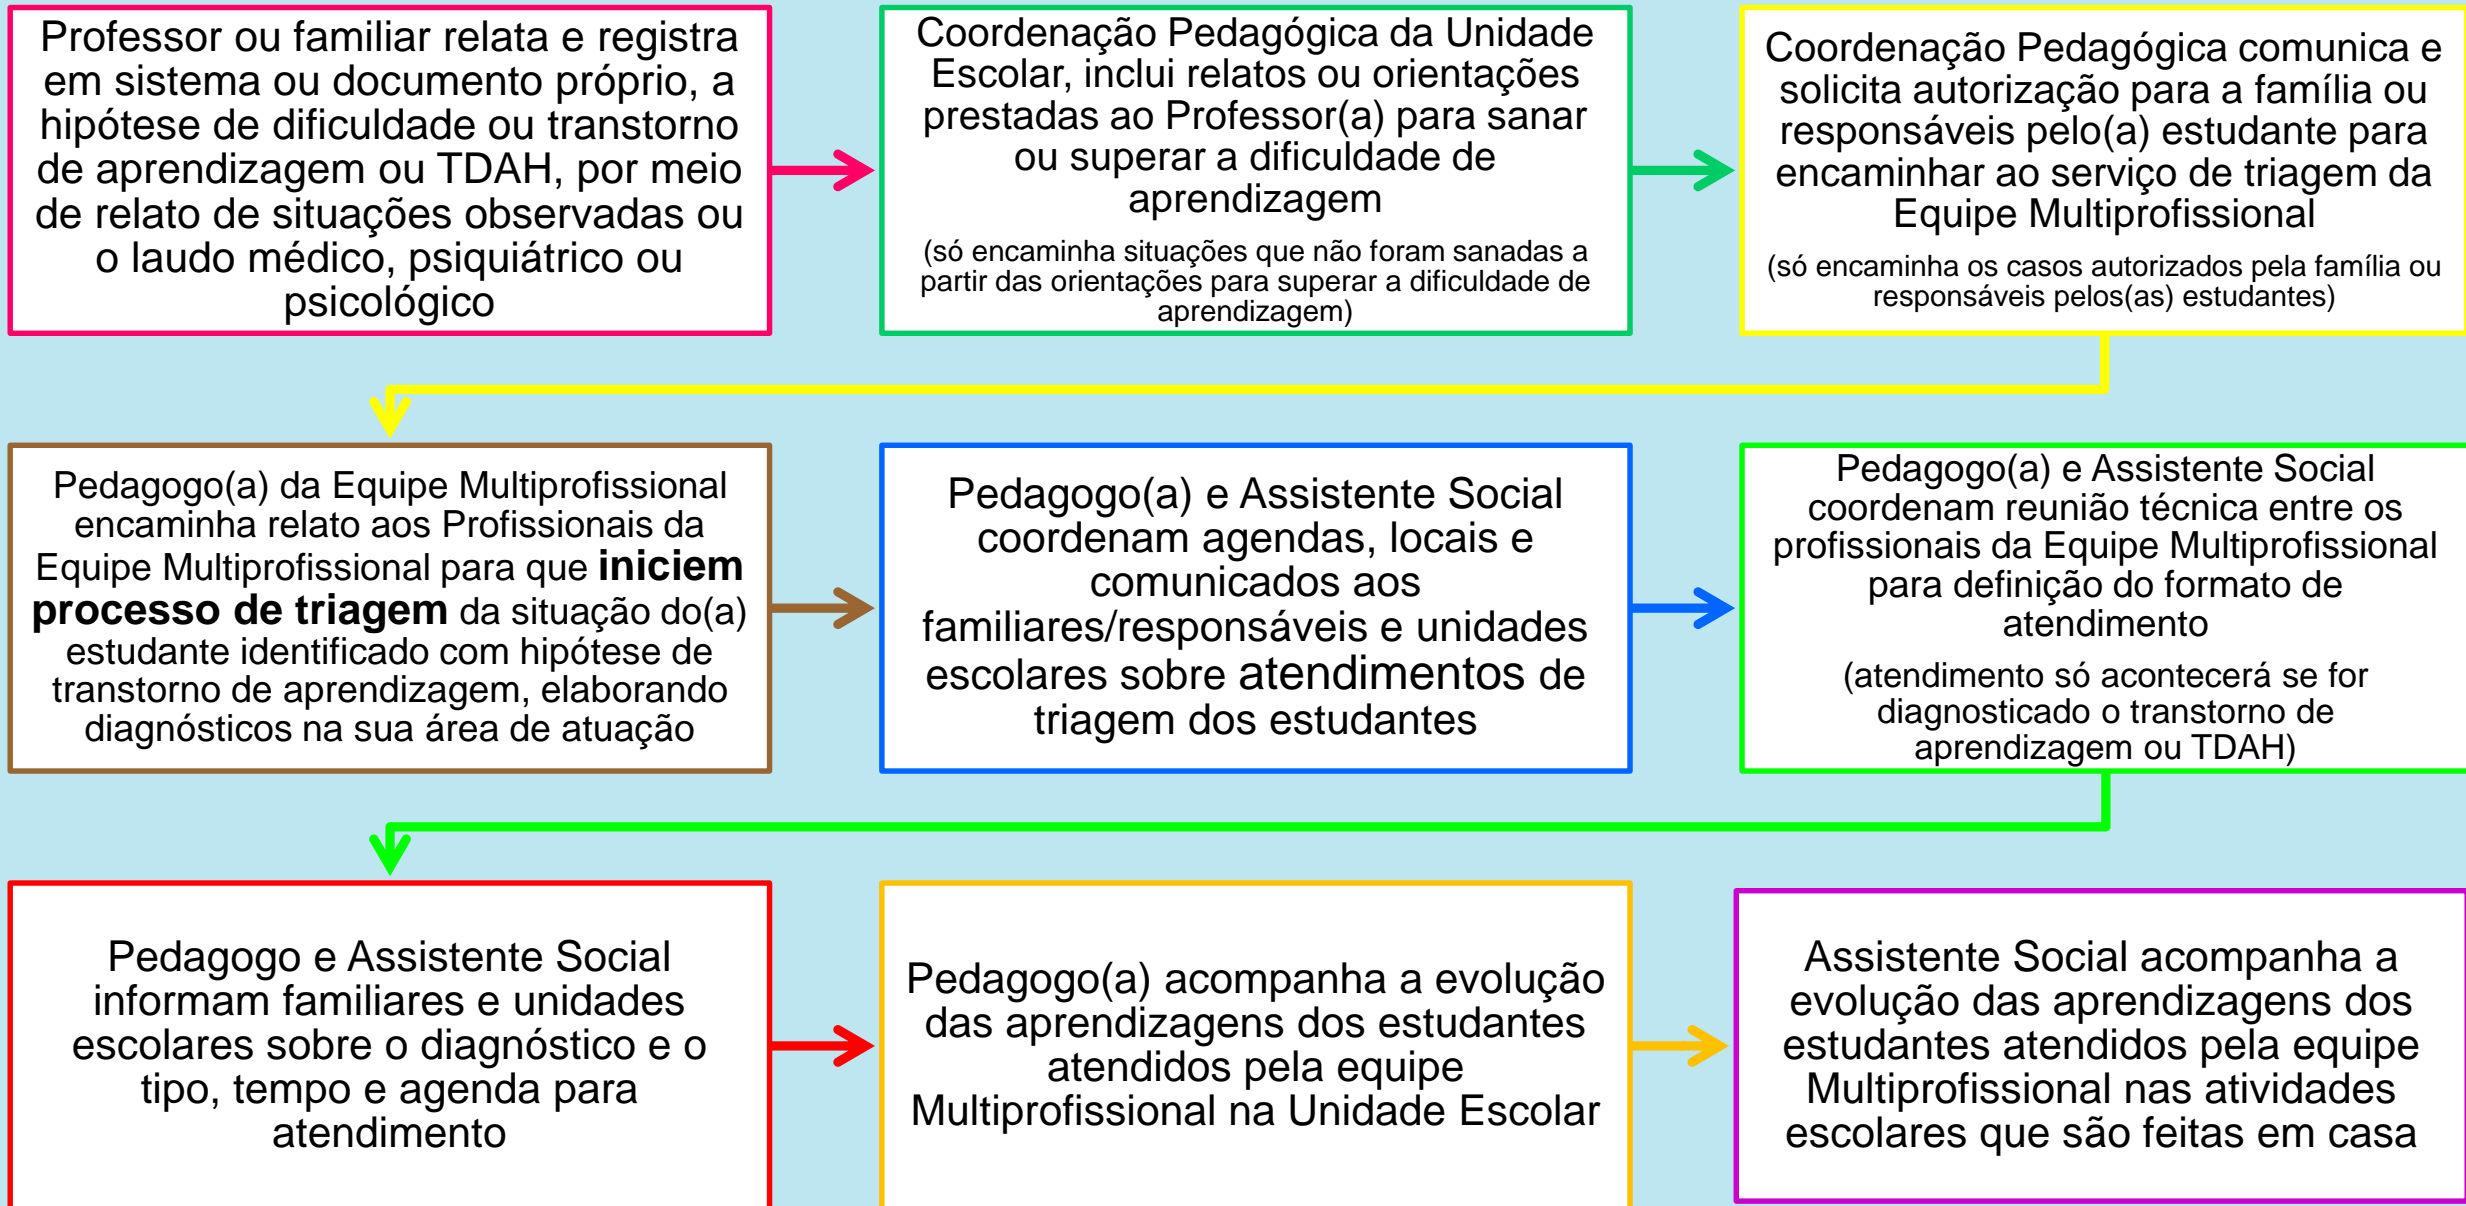 Professor ou familiar relata e registra
em sistema ou documento próprio, a
hipótese de dificuldade ou transtorno
de aprendizagem ou TDAH, por meio
de relato de situações observadas ou
o laudo médico, psiquiátrico ou
psicológico
Coordenação Pedagógica da Unidade
Escolar, inclui relatos ou orientações
prestadas ao Professor(a) para sanar
ou superar a dificuldade de
aprendizagem
(só encaminha situações que não foram sanadas a
partir das orientações para superar a dificuldade de
aprendizagem)
Coordenação Pedagógica comunica e
solicita autorização para a família ou
responsáveis pelo(a) estudante para
encaminhar ao serviço de triagem da
Equipe Multiprofissional
(só encaminha os casos autorizados pela família ou
responsáveis pelos(as) estudantes)
Pedagogo(a) da Equipe Multiprofissional
encaminha relato aos Profissionais da
Equipe Multiprofissional para que iniciem
processo de triagem da situação do(a)
estudante identificado com hipótese de
transtorno de aprendizagem, elaborando
diagnósticos na sua área de atuação
Pedagogo(a) e Assistente Social
coordenam agendas, locais e
comunicados aos
familiares/responsáveis e unidades
escolares sobre atendimentos de
triagem dos estudantes
Pedagogo(a) e Assistente Social
coordenam reunião técnica entre os
profissionais da Equipe Multiprofissional
para definição do formato de
atendimento
(atendimento só acontecerá se for
diagnosticado o transtorno de
aprendizagem ou TDAH)
Pedagogo e Assistente Social
informam familiares e unidades
escolares sobre o diagnóstico e o
tipo, tempo e agenda para
atendimento
Pedagogo(a) acompanha a evolução
das aprendizagens dos estudantes
atendidos pela equipe
Multiprofissional na Unidade Escolar
Assistente Social acompanha a
evolução das aprendizagens dos
estudantes atendidos pela equipe
Multiprofissional nas atividades
escolares que são feitas em casa